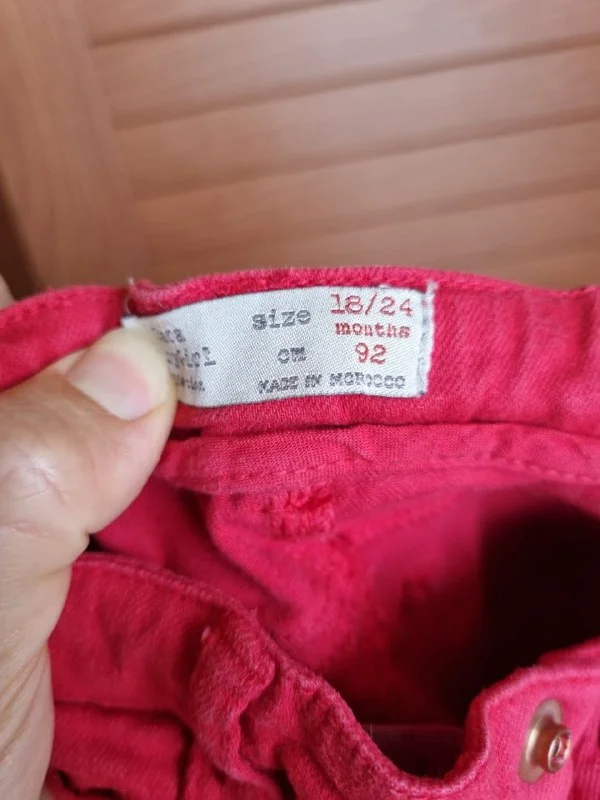 size 18/24
months
cm 92
MADE IN MOROCCO